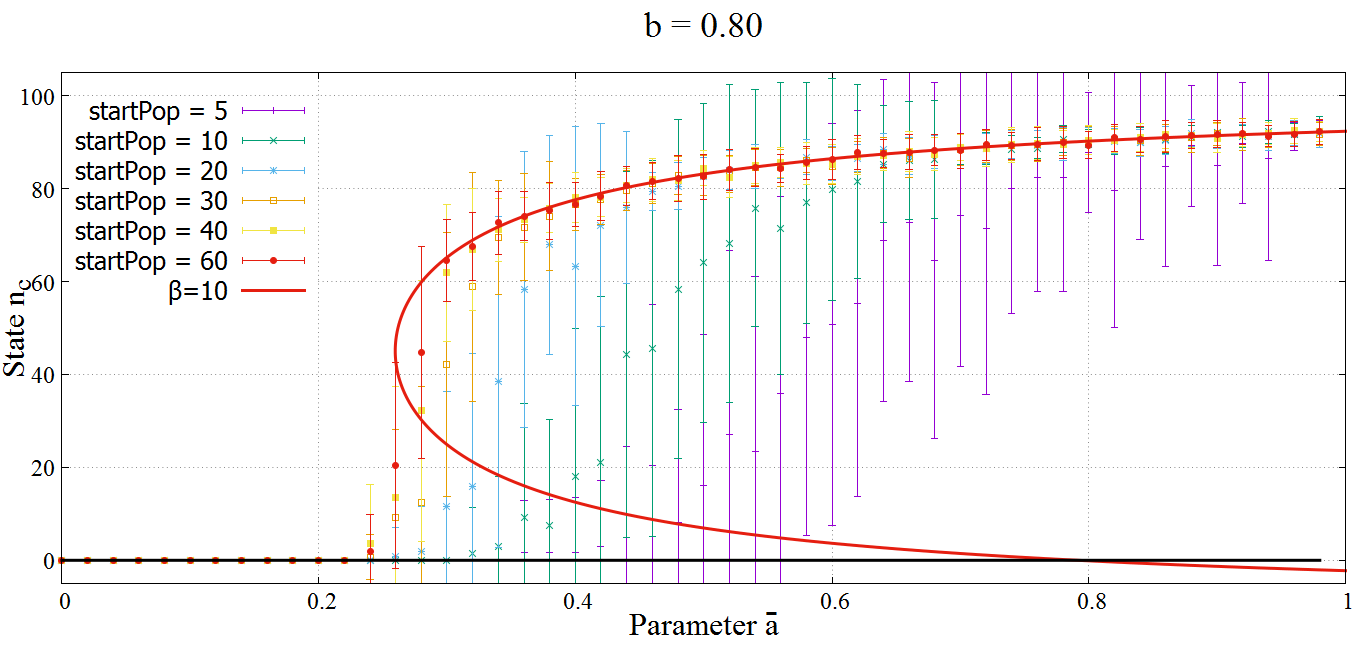 b = 0.80
100
80
60
40
20
0
State n_c
startPop = 5
startPop = 10
startPop = 20
startPop = 30
startPop = 40
startPop = 60
β=10
0
0.2
0.4
0.6
0.8
1
Parameter ā